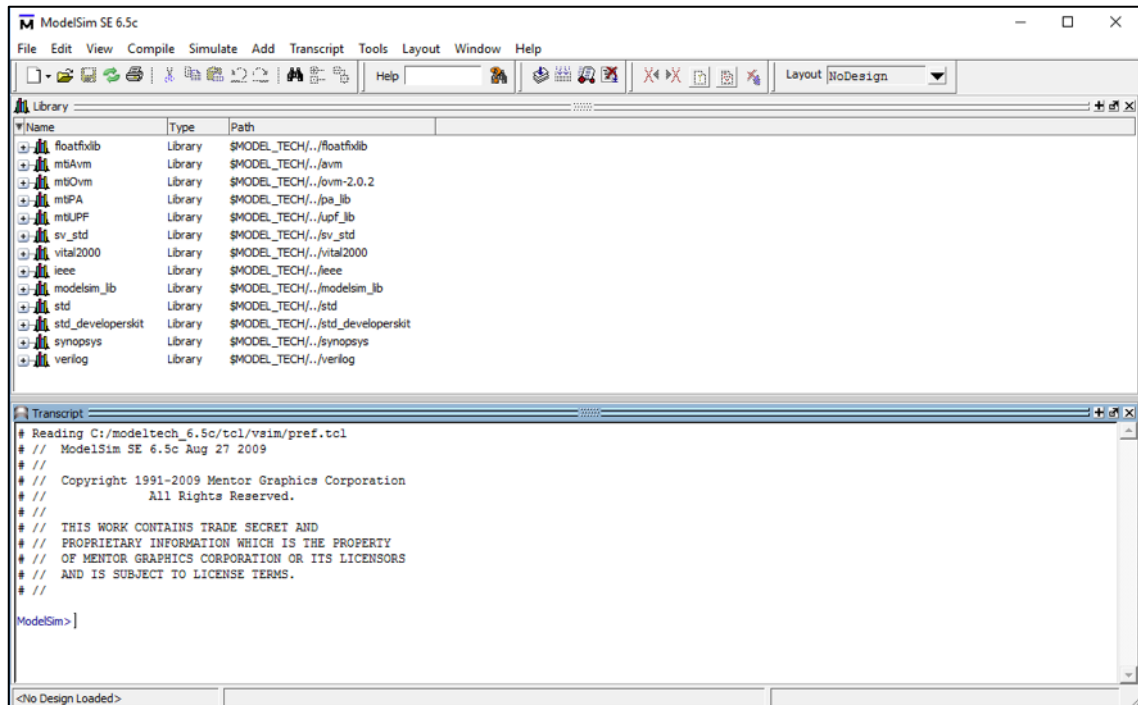 ModelSim SE 6.5c
File Edit View Compile Simulate Add Transcript Tools Layout Window Help
Help Layout NoDesign
Library
Name Type Path
floatfixlib Library $MODEL_TECH/../floatfixlib
mtiAvm Library $MODEL_TECH/../avm
mtiOvm Library $MODEL_TECH/../ovm-2.0.2
mtiPA Library $MODEL_TECH/../pa_lib
mtiUPF Library $MODEL_TECH/../upf_lib
sv_std Library $MODEL_TECH/../sv_std
vital2000 Library $MODEL_TECH/../vital2000
ieee Library $MODEL_TECH/../ieee
modelsim_lib Library $MODEL_TECH/../modelsim_lib
std Library $MODEL_TECH/../std
std_developerskit Library $MODEL_TECH/../std_developerskit
synopsys Library $MODEL_TECH/../synopsys
verilog Library $MODEL_TECH/../verilog
Transcript
# Reading C:/modeltech_6.5c/tcl/vsim/pref.tcl
# // ModelSim SE 6.5c Aug 27 2009
# //
# // Copyright 1991-2009 Mentor Graphics Corporation
# // All Rights Reserved.
# //
# // THIS WORK CONTAINS TRADE SECRET AND
# // PROPRIETARY INFORMATION WHICH IS THE PROPERTY
# // OF MENTOR GRAPHICS CORPORATION OR ITS LICENSORS
# // AND IS SUBJECT TO LICENSE TERMS.
# //
ModelSim>
<No Design Loaded>